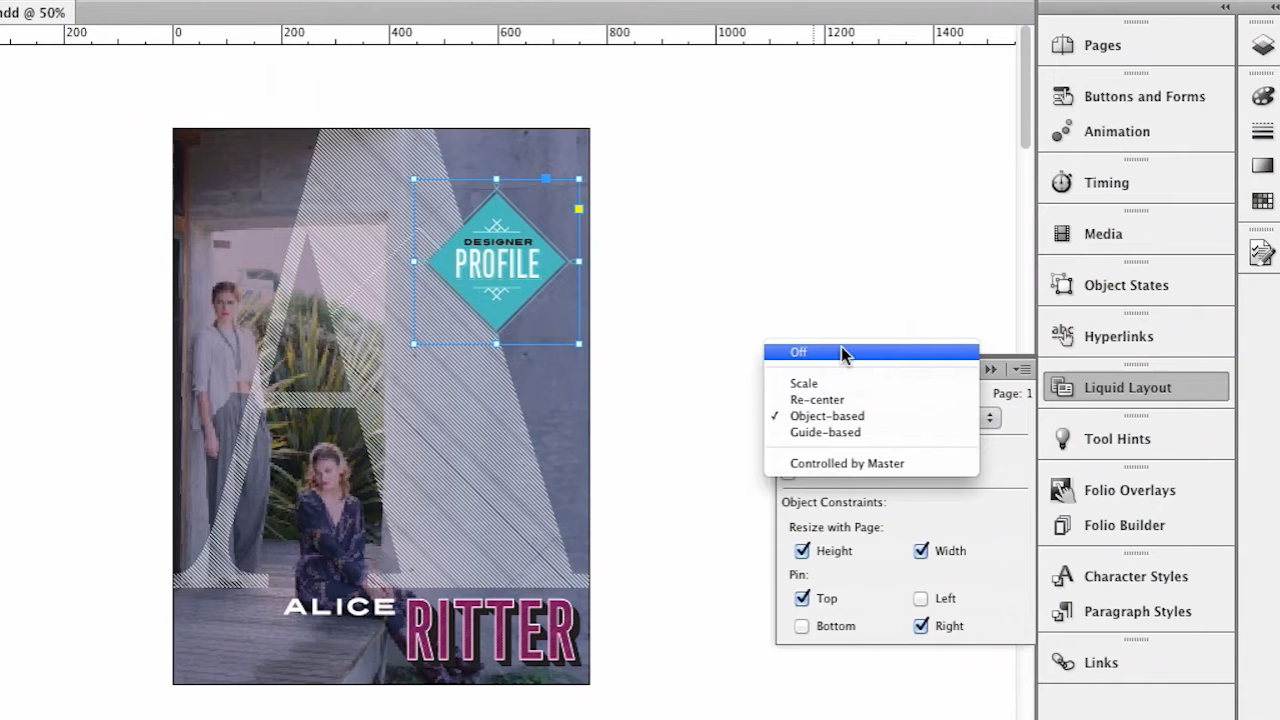 ndd @ 50%
200 0 200 400 600 800 1000 1200 1400
DESIGNER
PROFILE
ALICE RITTER
Off
Scale
Re-center
✓ Object-based
Guide-based
Controlled by Master
Page: 1
Object Constraints:
Resize with Page:
Height Width
Pin:
Top Left
Bottom Right
Pages
Buttons and Forms
Animation
Timing
Media
Object States
abc Hyperlinks
Liquid Layout
Tool Hints
Folio Overlays
Folio Builder
Character Styles
Paragraph Styles
Links